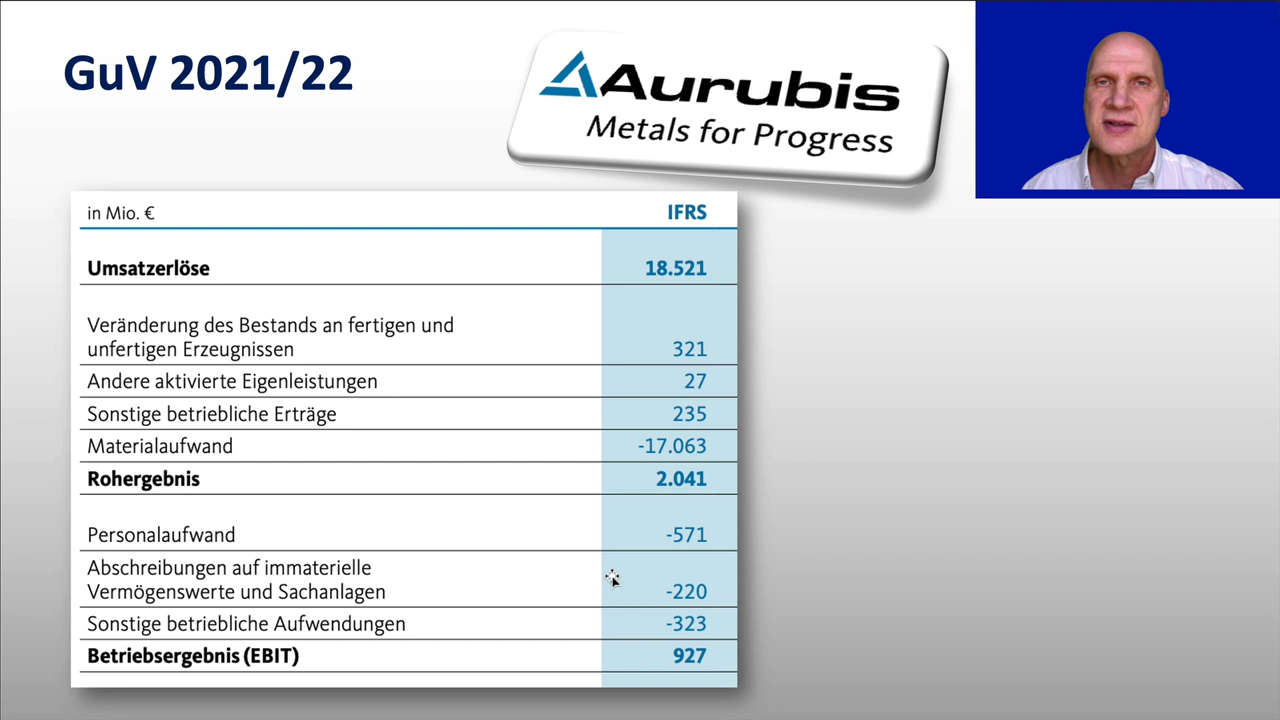 GuV 2021/22
Aurubis
Metals for Progress
in Mio. € IFRS
Umsatzerlöse 18.521
Veränderung des Bestands an fertigen und
unfertigen Erzeugnissen 321
Andere aktivierte Eigenleistungen 27
Sonstige betriebliche Erträge 235
Materialaufwand -17.063
Rohergebnis 2.041
Personalaufwand -571
Abschreibungen auf immaterielle
Vermögenswerte und Sachanlagen -220
Sonstige betriebliche Aufwendungen -323
Betriebsergebnis (EBIT) 927